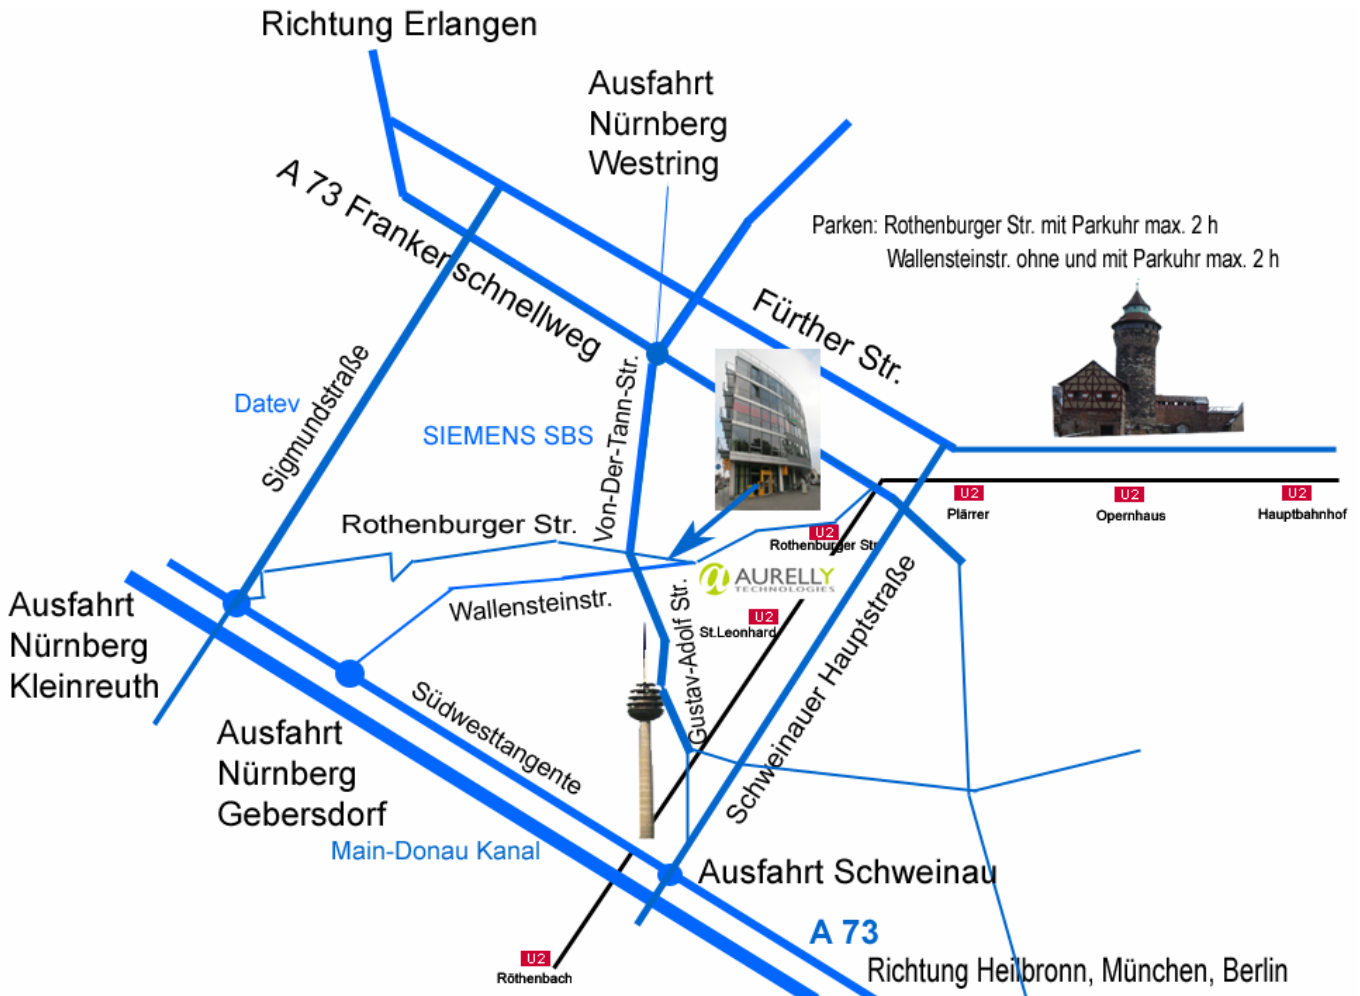 Richtung Erlangen
Ausfahrt
Nürnberg
Westring
A 73 Frankenschnellweg
Parken: Rothenburger Str. mit Parkuhr max. 2 h
Wallensteinstr. ohne und mit Parkuhr max. 2 h
Fürther Str.
Sigmundstraße
Datev
SIEMENS SBS
Von-Der-Tann-Str.
U2
Plärrer
U2
Opernhaus
U2
Hauptbahnhof
Rothenburger Str.
U2
Rothenburger Str
@ AURELLY
TECHNOLOGIES
Wallensteinstr.
U2
St.Leonhard
Gustav-Adolf Str.
Schweinauer Hauptstraße
Ausfahrt
Nürnberg
Kleinreuth
Südwesttangente
Ausfahrt
Nürnberg
Gebersdorf
Main-Donau Kanal
Ausfahrt Schweinau
A 73
U2
Röthenbach
Richtung Heilbronn, München, Berlin